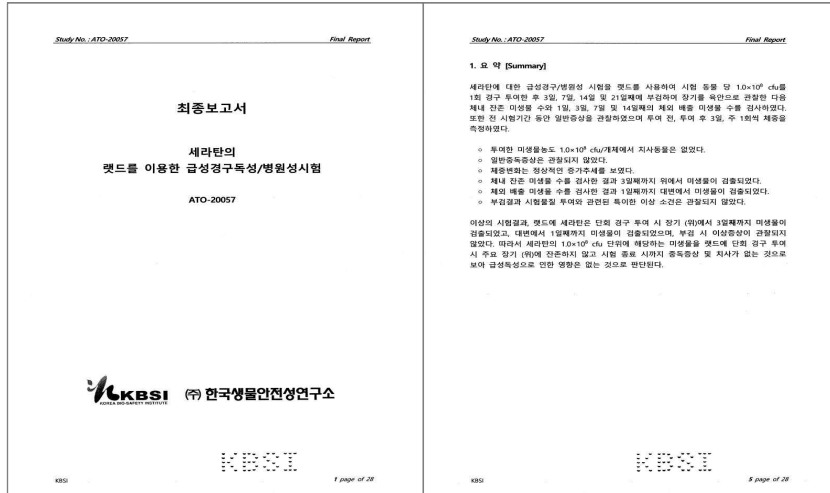 Study No. : ATO-20057
Final Report
최종보고서
세라탄의
랫드를 이용한 급성경구독성/병원성시험
ATO-20057
KBSI
KOREA BIO-SAFETY INSTITUTE
㈜ 한국생물안전성연구소
KBSI
KBSI
1 page of 28
Study No. : ATO-20057
Final Report
1. 요 약 [Summary]
세라탄에 대한 급성경구/병원성 시험을 랫드를 사용하여 시험 동물 당 1.0×10⁸ cfu를
1회 경구 투여한 후 3일, 7일, 14일 및 21일째에 부검하여 장기를 육안으로 관찰한 다음
체내 잔존 미생물 수와 1일, 3일, 7일 및 14일째의 체외 배출 미생물 수를 검사하였다.
또한 전 시험기간 동안 일반증상을 관찰하였으며 투여 전, 투여 후 3일, 주 1회씩 체중을
측정하였다.
○ 투여한 미생물농도 1.0×10⁸ cfu/개체에서 치사동물은 없었다.
○ 일반중독증상은 관찰되지 않았다.
○ 체중변화는 정상적인 증가추세를 보였다.
○ 체내 잔존 미생물 수를 검사한 결과 3일째까지 위에서 미생물이 검출되었다.
○ 체외 배출 미생물 수를 검사한 결과 1일째까지 대변에서 미생물이 검출되었다.
○ 부검결과 시험물질 투여와 관련된 특이한 이상 소견은 관찰되지 않았다.
이상의 시험결과, 랫드에 세라탄은 단회 경구 투여 시 장기 (위)에서 3일째까지 미생물이
검출되었고, 대변에서 1일째까지 미생물이 검출되었으며, 부검 시 이상증상이 관찰되지
않았다. 따라서 세라탄의 1.0×10⁸ cfu 단위에 해당하는 미생물을 랫드에 단회 경구 투여
시 주요 장기 (위)에 잔존하지 않고 시험 종료 시까지 중독증상 및 치사가 없는 것으로
보아 급성독성으로 인한 영향은 없는 것으로 판단된다.
KBSI
KBSI
5 page of 28